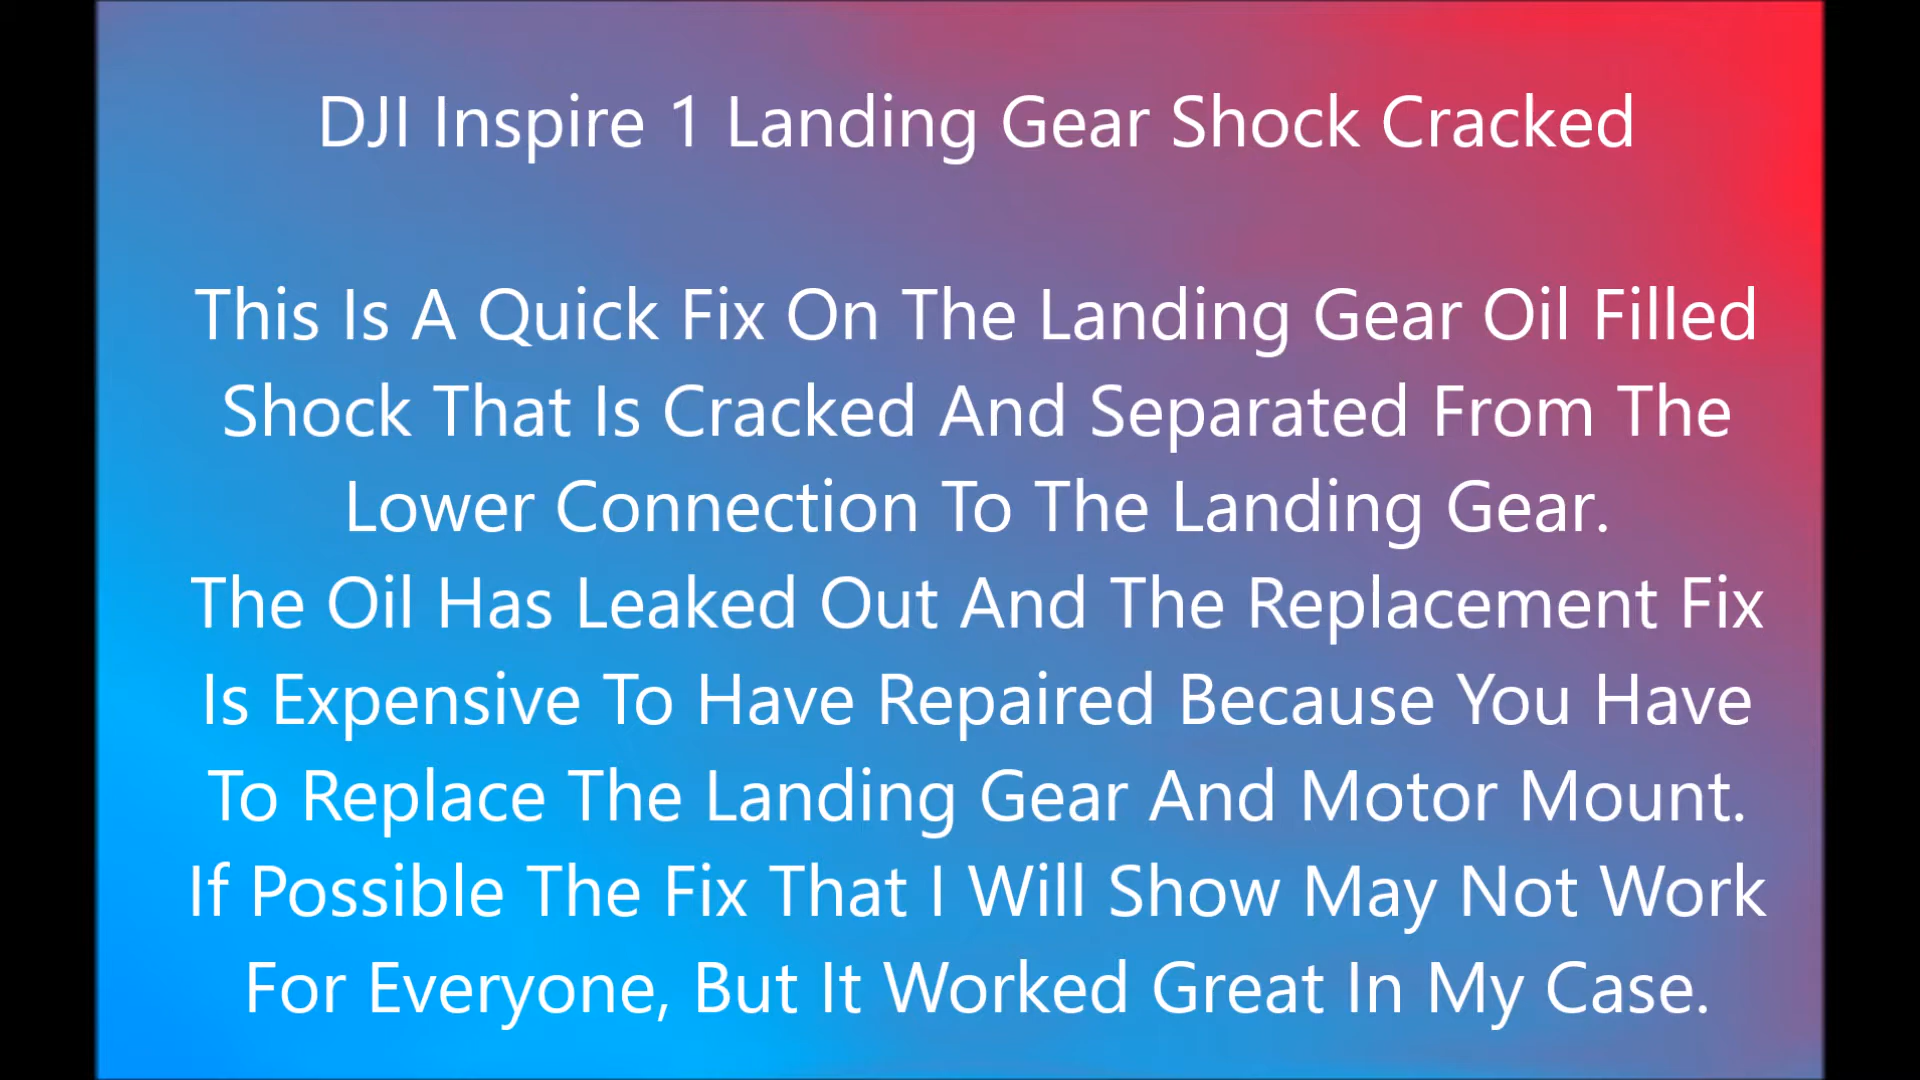 DJI Inspire 1 Landing Gear Shock Cracked
This Is A Quick Fix On The Landing Gear Oil Filled
Shock That Is Cracked And Separated From The
Lower Connection To The Landing Gear.
The Oil Has Leaked Out And The Replacement Fix
Is Expensive To Have Repaired Because You Have
To Replace The Landing Gear And Motor Mount.
If Possible The Fix That I Will Show May Not Work
For Everyone, But It Worked Great In My Case.